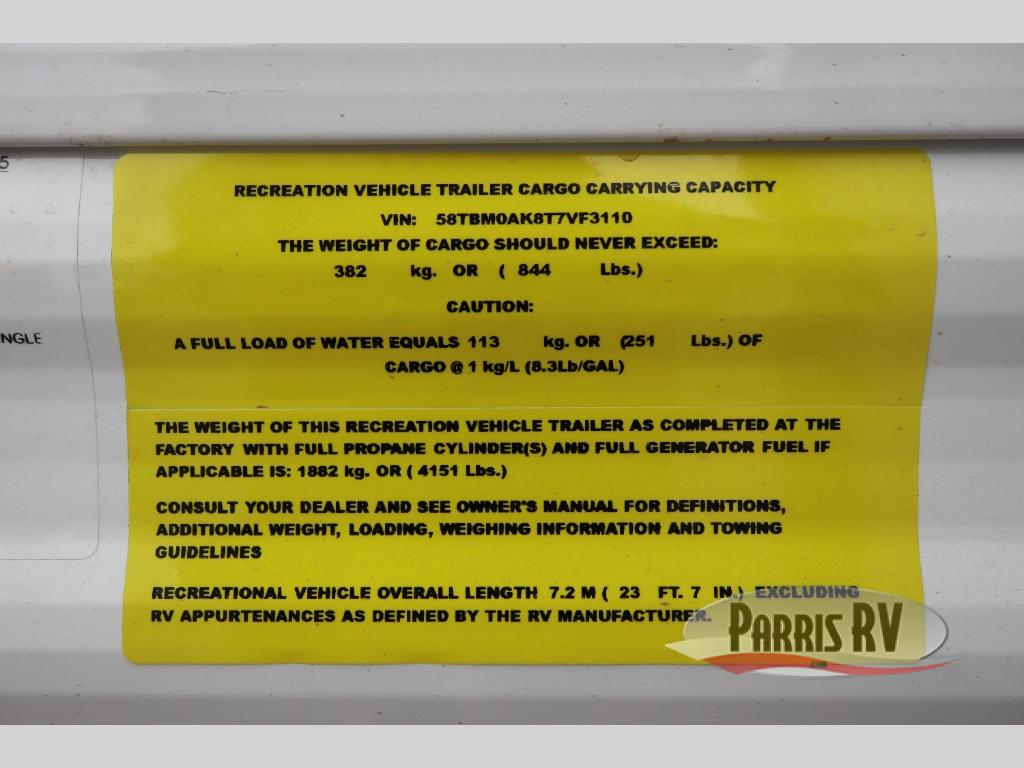 5
NGLE
RECREATION VEHICLE TRAILER CARGO CARRYING CAPACITY
VIN: 58TBM0AK8T7VF3110
THE WEIGHT OF CARGO SHOULD NEVER EXCEED:
382 kg. OR ( 844 Lbs.)
CAUTION:
A FULL LOAD OF WATER EQUALS 113 kg. OR (251 Lbs.) OF
CARGO @ 1 kg/L (8.3Lb/GAL)
THE WEIGHT OF THIS RECREATION VEHICLE TRAILER AS COMPLETED AT THE
FACTORY WITH FULL PROPANE CYLINDER(S) AND FULL GENERATOR FUEL IF
APPLICABLE IS: 1882 kg. OR ( 4151 Lbs.)
CONSULT YOUR DEALER AND SEE OWNER'S MANUAL FOR DEFINITIONS,
ADDITIONAL WEIGHT, LOADING, WEIGHING INFORMATION AND TOWING
GUIDELINES
RECREATIONAL VEHICLE OVERALL LENGTH 7.2 M ( 23 FT. 7 IN.) EXCLUDING
RV APPURTENANCES AS DEFINED BY THE RV MANUFACTURER.
PARRIS RV
.com